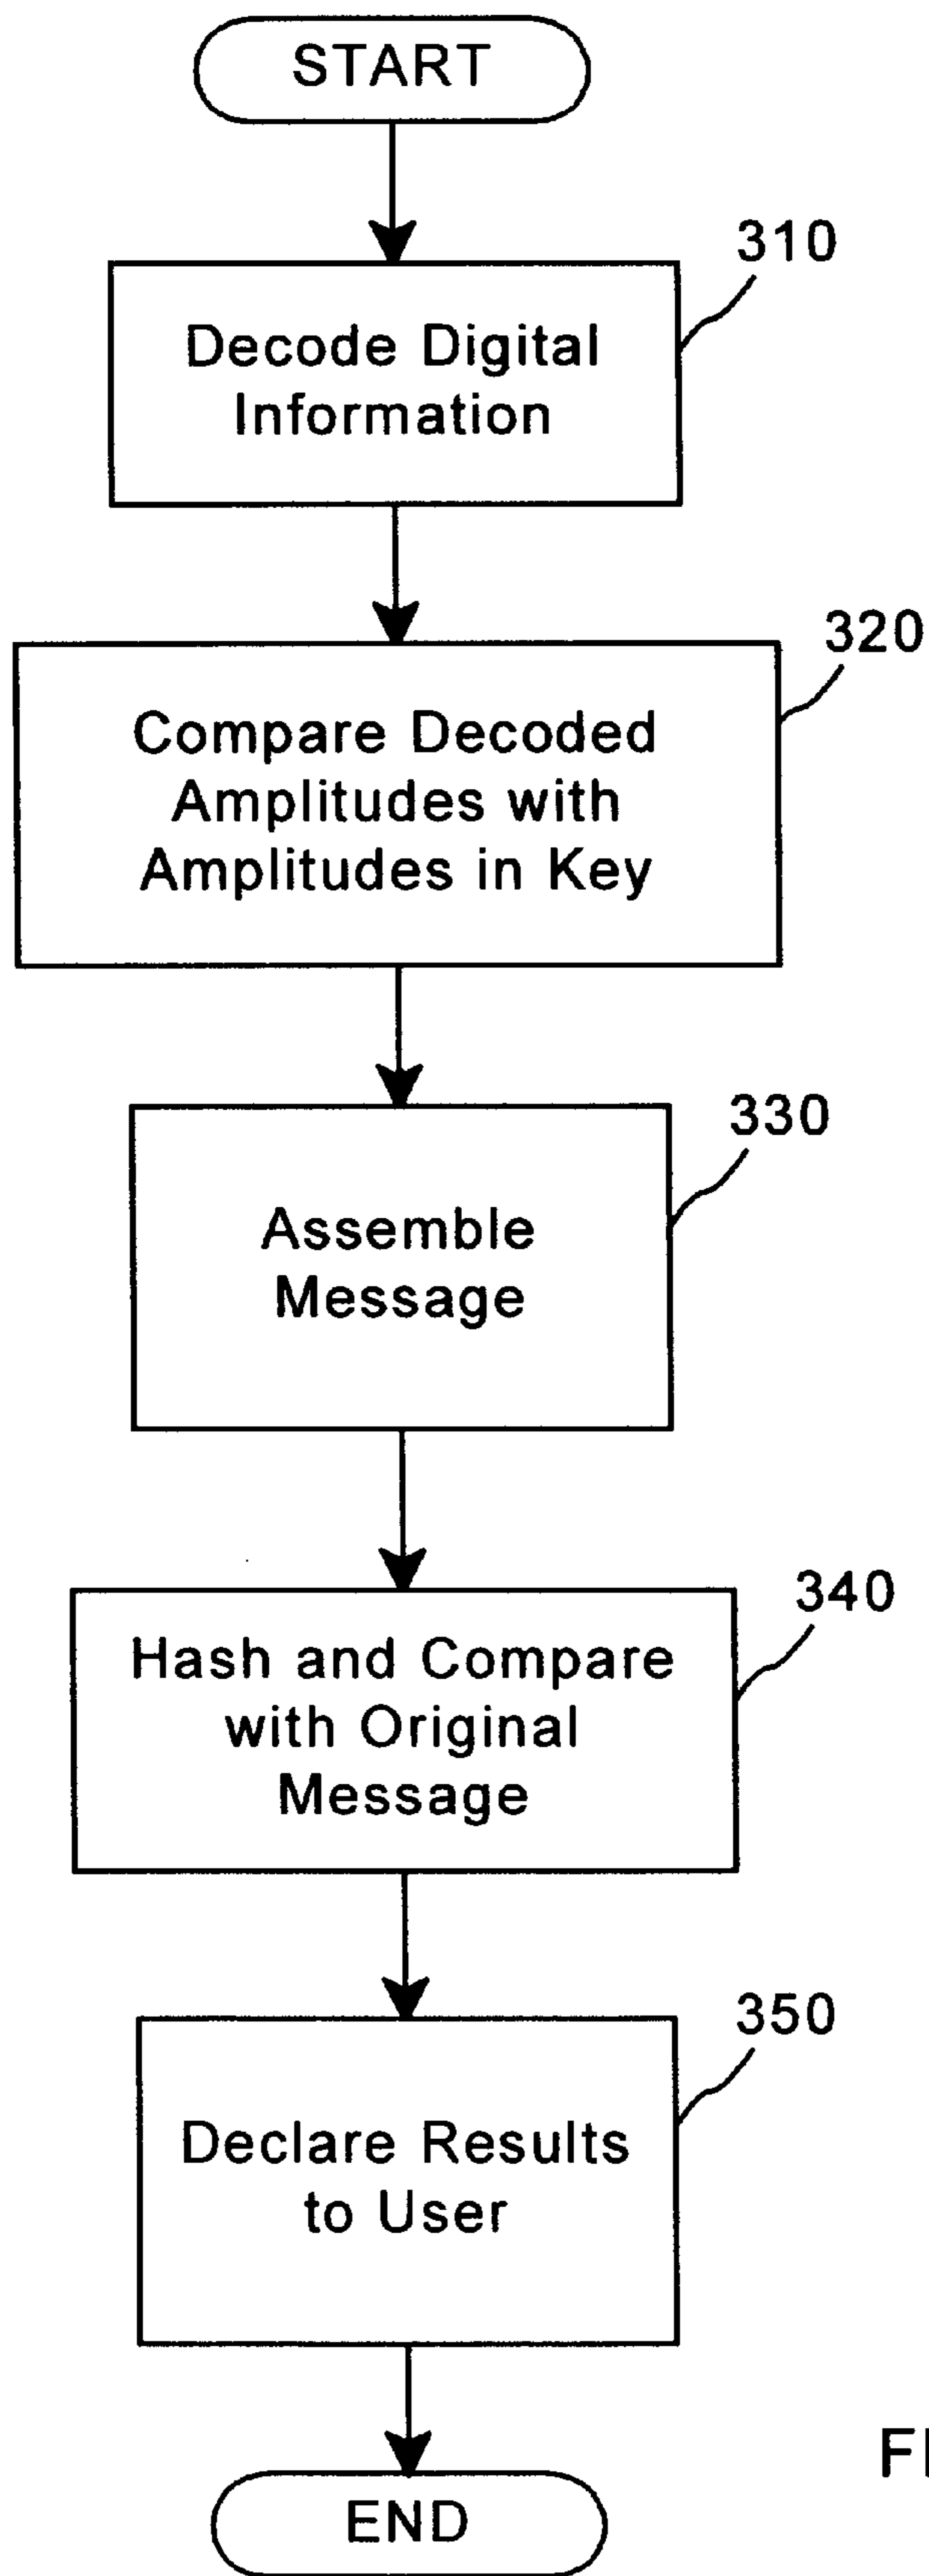 START
310
Decode Digital
Information
320
Compare Decoded
Amplitudes with
Amplitudes in Key
330
Assemble
Message
340
Hash and Compare
with Original
Message
350
Declare Results
to User
END